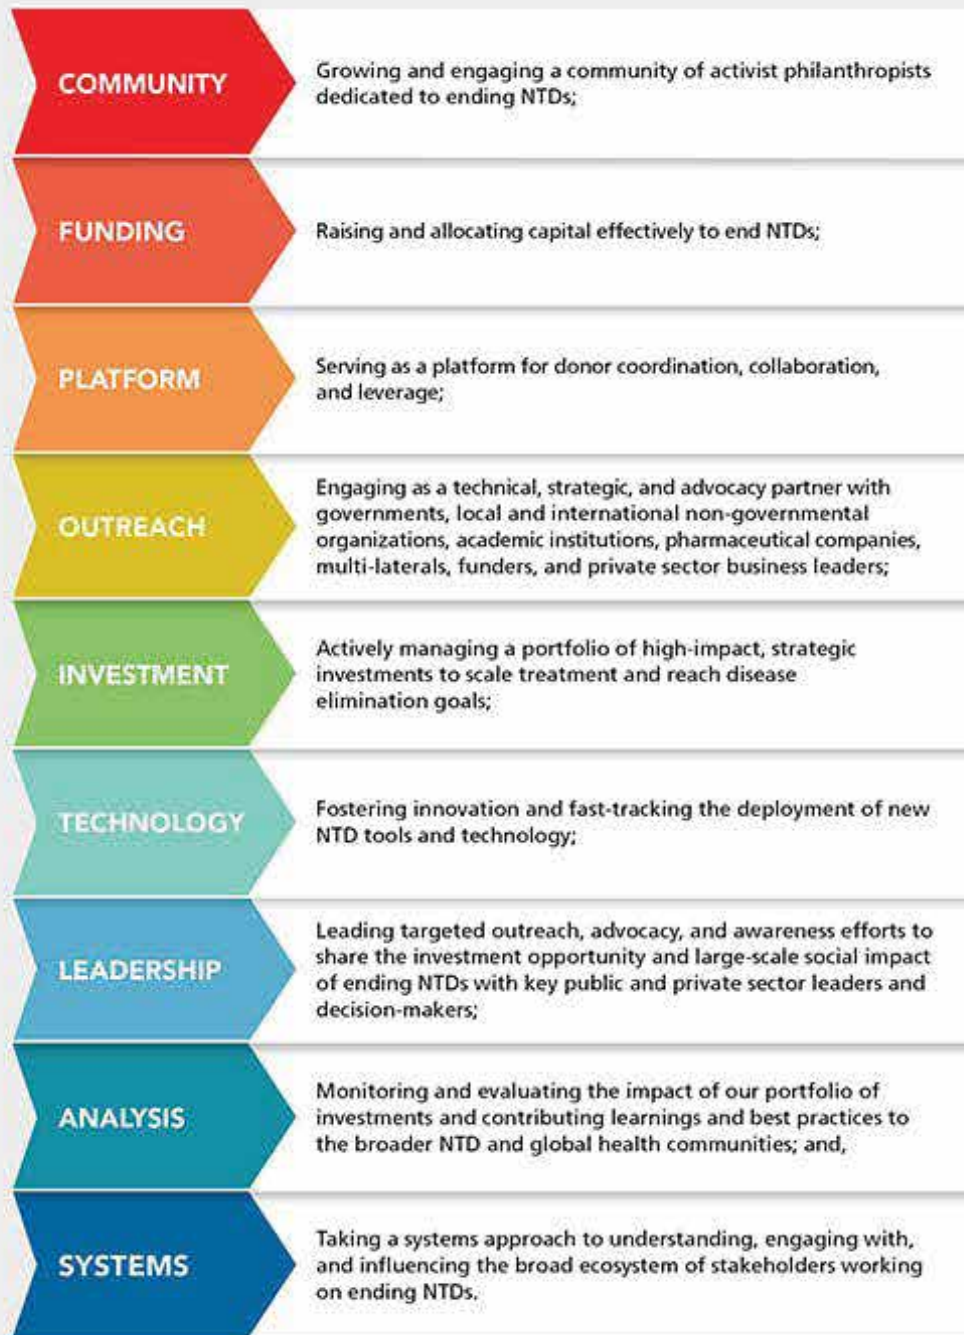 COMMUNITY
Growing and engaging a community of activist philanthropists
dedicated to ending NTDs;
FUNDING
Raising and allocating capital effectively to end NTDs;
PLATFORM
Serving as a platform for donor coordination, collaboration,
and leverage;
OUTREACH
Engaging as a technical, strategic, and advocacy partner with
governments, local and international non-governmental
organizations, academic institutions, pharmaceutical companies,
multi-laterals, funders, and private sector business leaders;
INVESTMENT
Actively managing a portfolio of high-impact, strategic
investments to scale treatment and reach disease
elimination goals;
TECHNOLOGY
Fostering innovation and fast-tracking the deployment of new
NTD tools and technology;
LEADERSHIP
Leading targeted outreach, advocacy, and awareness efforts to
share the investment opportunity and large-scale social impact
of ending NTDs with key public and private sector leaders and
decision-makers;
ANALYSIS
Monitoring and evaluating the impact of our portfolio of
investments and contributing learnings and best practices to
the broader NTD and global health communities; and,
SYSTEMS
Taking a systems approach to understanding, engaging with,
and influencing the broad ecosystem of stakeholders working
on ending NTDs.